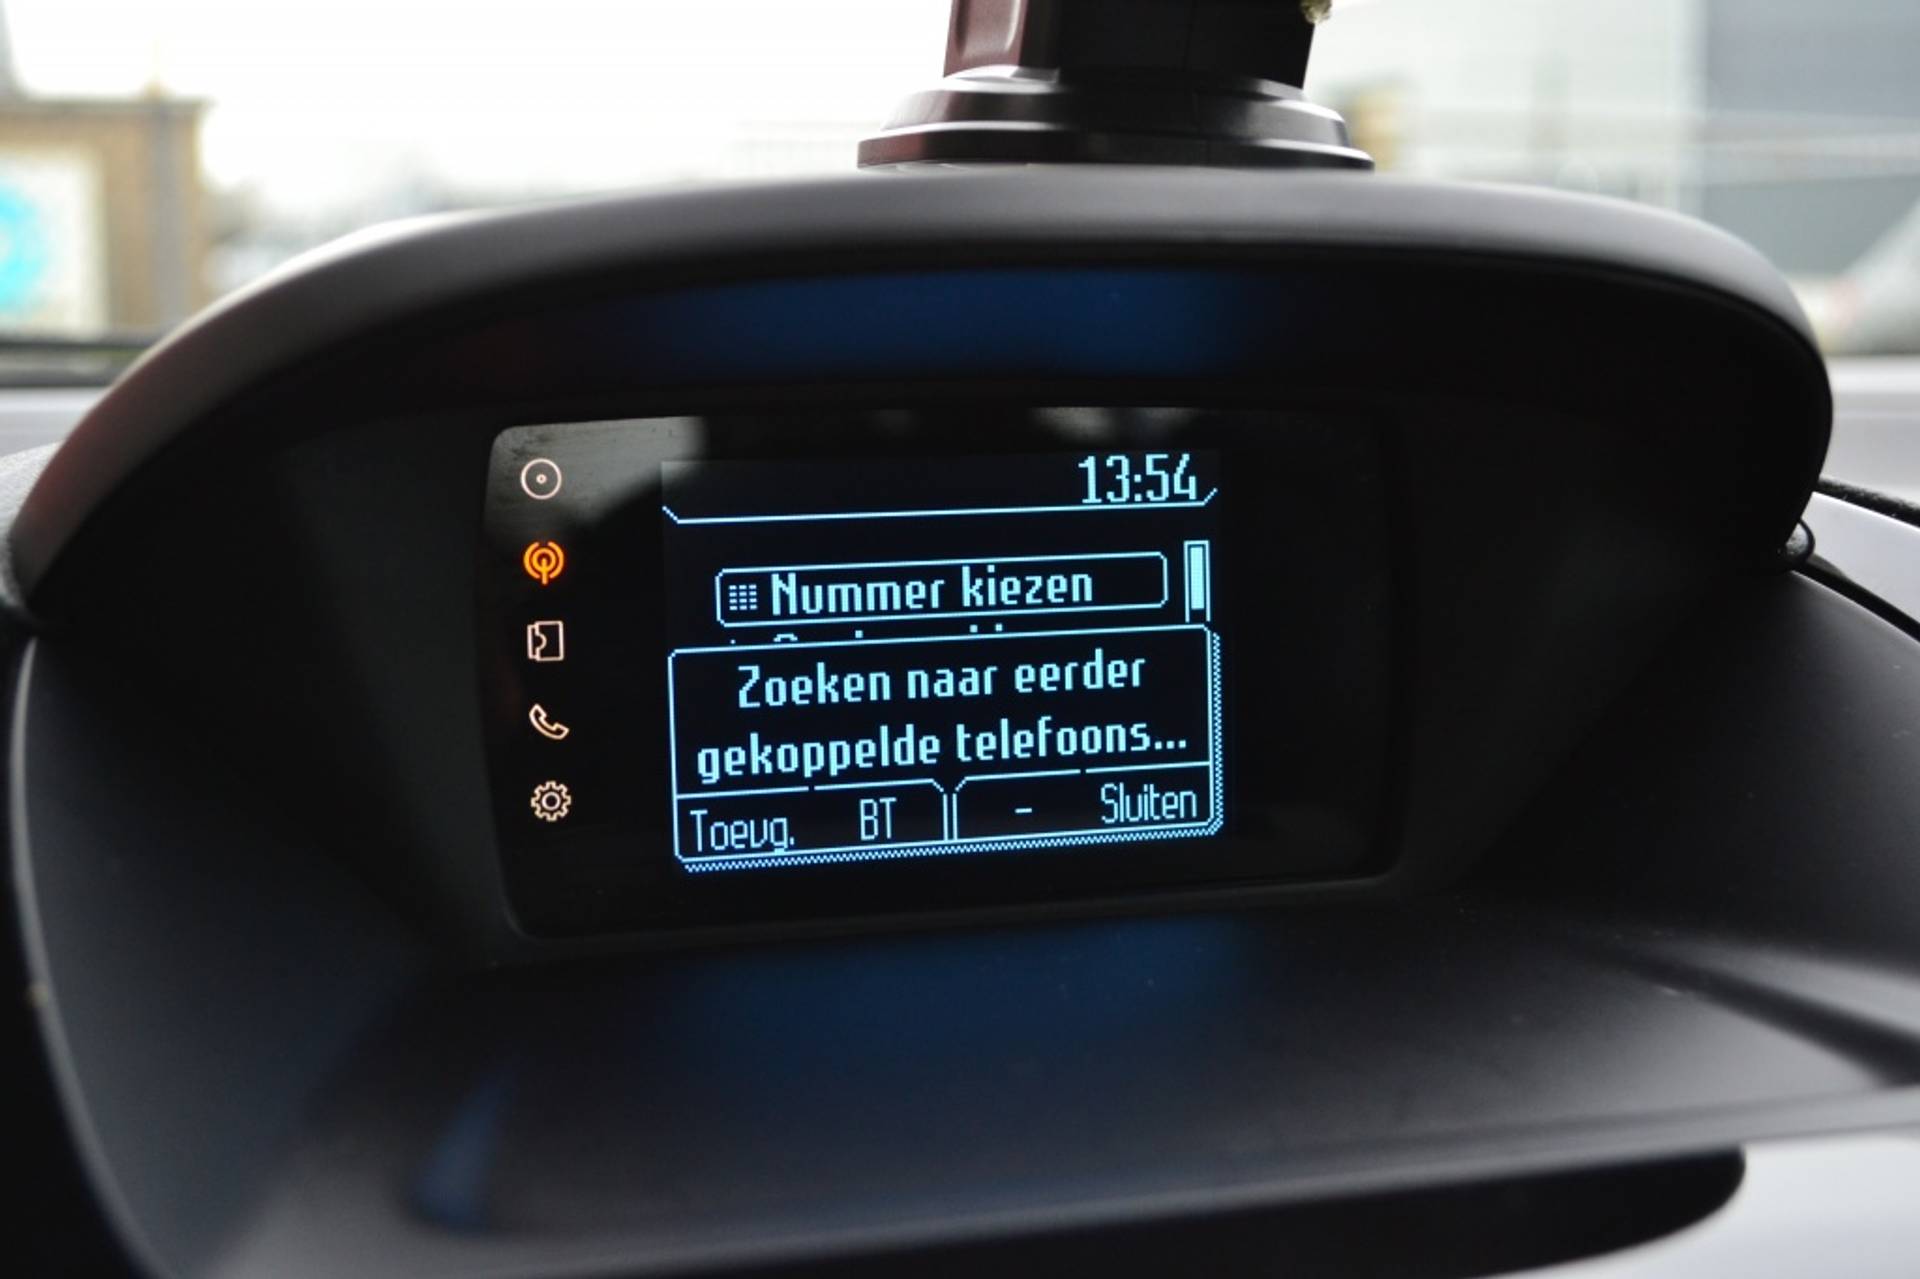 13:54
Nummer kiezen
Zoeken naar eerder
gekoppelde telefoons...
Toevg. BT - Sluiten